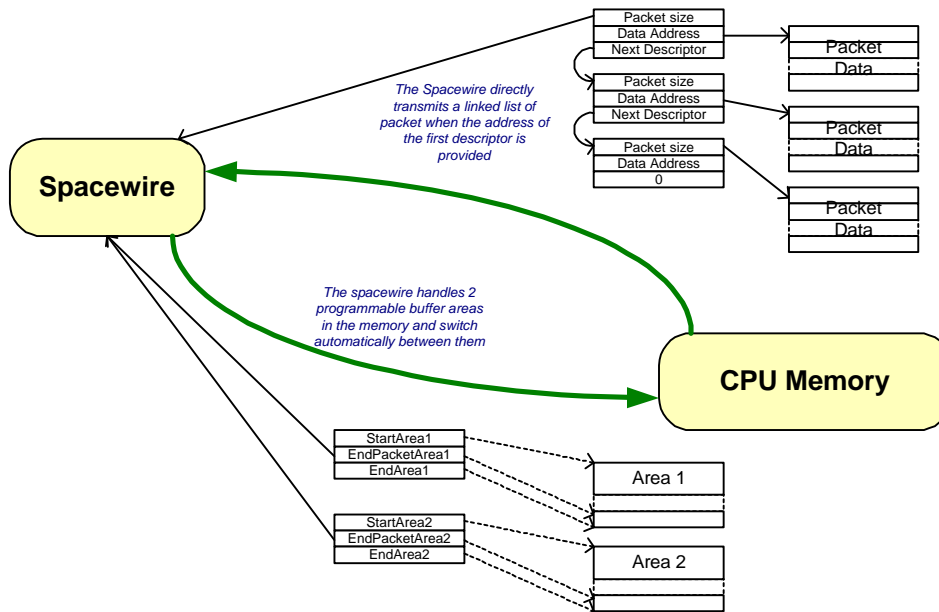 Packet size
Data Address
Next Descriptor
Packet
Data
The Spacewire directly
transmits a linked list of
packet when the address of
the first descriptor is
provided
Packet size
Data Address
Next Descriptor
Packet
Data
Packet size
Data Address
0
Packet
Data
Spacewire
The spacewire handles 2
programmable buffer areas
in the memory and switch
automatically between them
CPU Memory
StartArea1
EndPacketArea1
EndArea1
Area 1
StartArea2
EndPacketArea2
EndArea2
Area 2